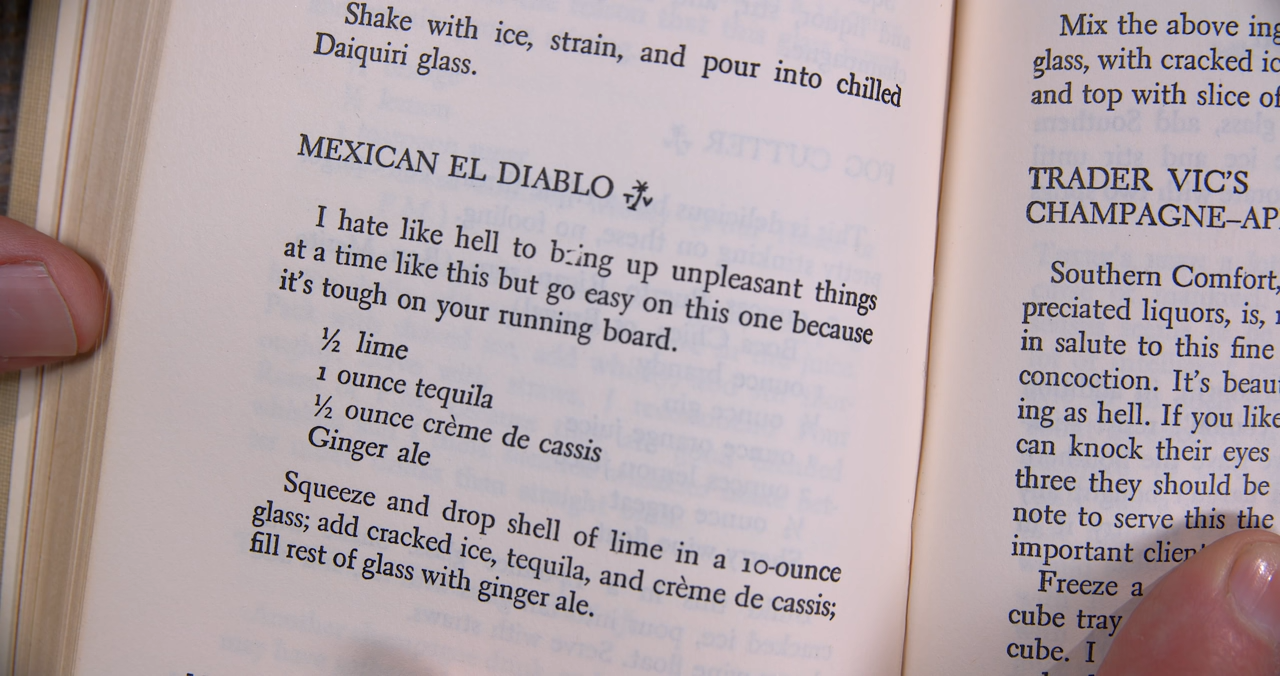 Shake with ice, strain, and pour into chilled
Daiquiri glass.
MEXICAN EL DIABLO
I hate like hell to bring up unpleasant things
at a time like this but go easy on this one because
it's tough on your running board.
½ lime
1 ounce tequila
½ ounce crème de cassis
Ginger ale
Squeeze and drop shell of lime in a 10-ounce
glass; add cracked ice, tequila, and crème de cassis;
fill rest of glass with ginger ale.
Mix the above ing
glass, with cracked ic
and top with slice of
TRADER VIC'S
CHAMPAGNE–AP
Southern Comfort,
preciated liquors, is,
in salute to this fine
concoction. It's beau
ing as hell. If you like
can knock their eyes
three they should be
note to serve this the
important clien
Freeze a
cube tray
cube. I